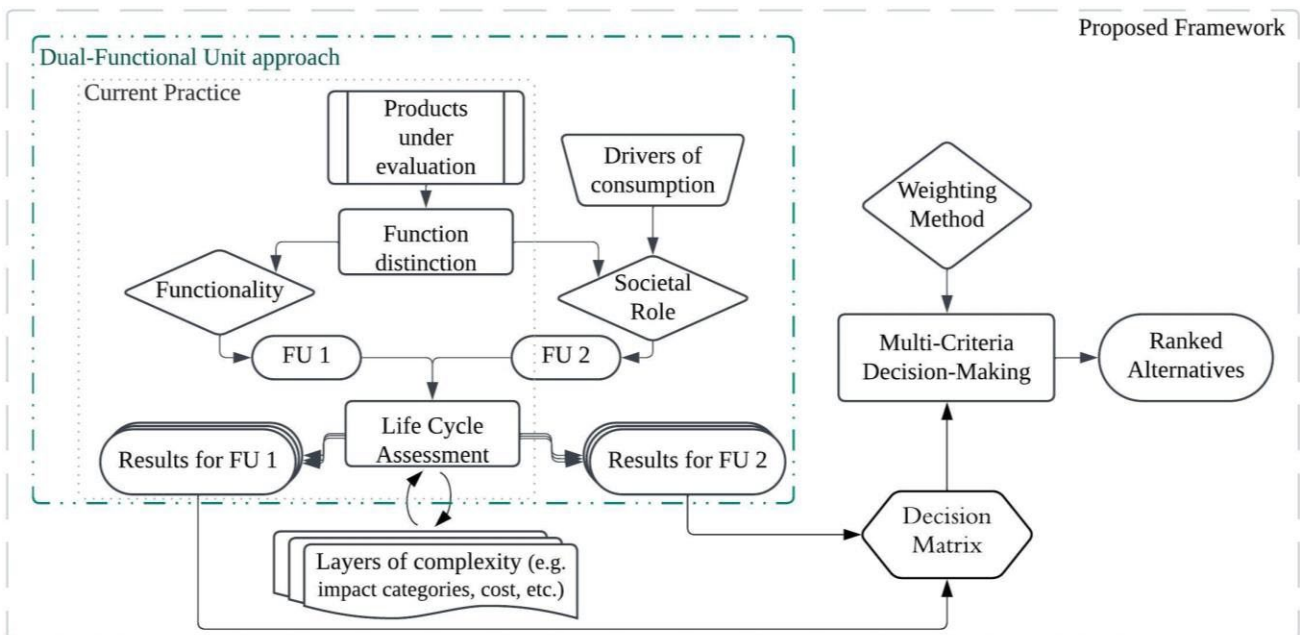 Proposed Framework
Dual-Functional Unit approach
Current Practice
Products
under
evaluation
Drivers of
consumption
Weighting
Method
Function
distinction
Functionality
Societal
Role
FU 1
FU 2
Multi-Criteria
Decision-Making
Ranked
Alternatives
Life Cycle
Assessment
Results for FU 1
Results for FU 2
Decision
Matrix
Layers of complexity (e.g.
impact categories, cost, etc.)